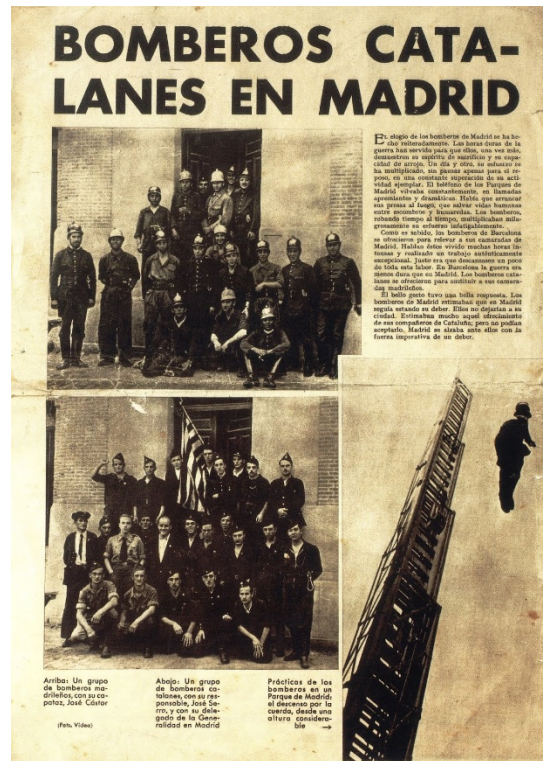 BOMBEROS CATA-
LANES EN MADRID
EL elogio de los bomberos de Madrid se ha he-
cho reiteradamente. Las horas duras de la
guerra han servido para que ellos, una vez más,
demuestren su espíritu de sacrificio y su capa-
cidad de arrojo. Un día y otro, su esfuerzo se
ha multiplicado, sin pausas apenas para el re-
poso, en una constante superación de su acti-
vidad ejemplar. El teléfono de los Parques de
Madrid vibraba constantemente, en llamadas
apremiantes y dramáticas. Había que arrancar
sus presas al fuego, que salvar vidas humanas
entre escombros y humaredas. Los bomberos,
robando tiempo al tiempo, multiplicaban mila-
grosamente su esfuerzo infatigablemente.
Como es sabido, los bomberos de Barcelona
se ofrecieron para relevar a sus camaradas de
Madrid. Habían éstos vivido muchas horas in-
tensas y realizado un trabajo auténticamente
excepcional. Justo era que descansasen un poco
de toda esta labor. En Barcelona la guerra era
menos dura que en Madrid. Los bomberos cata-
lanes se ofrecieron para sustituir a sus camara-
das madrileños.
El bello gesto tuvo una bella respuesta. Los
bomberos de Madrid estimaban que en Madrid
seguía estando su deber. Ellos no dejarían a su
ciudad. Estimaban mucho aquel ofrecimiento
de sus compañeros de Cataluña; pero no podían
aceptarlo. Madrid se alzaba ante ellos con la
fuerza imperativa de un deber.
Arriba: Un grupo
de bomberos ma-
drileños, con su ca-
pataz, José Cástor
(Foto. Videa)
Abajo: Un grupo
de bomberos ca-
talanes, con su res-
ponsable, José Se-
rra, y con su dele-
gado de la Gene-
ralidad en Madrid
Prácticas de los
bomberos en un
Parque de Madrid:
el descenso por la
cuerda, desde una
altura considera-
ble →